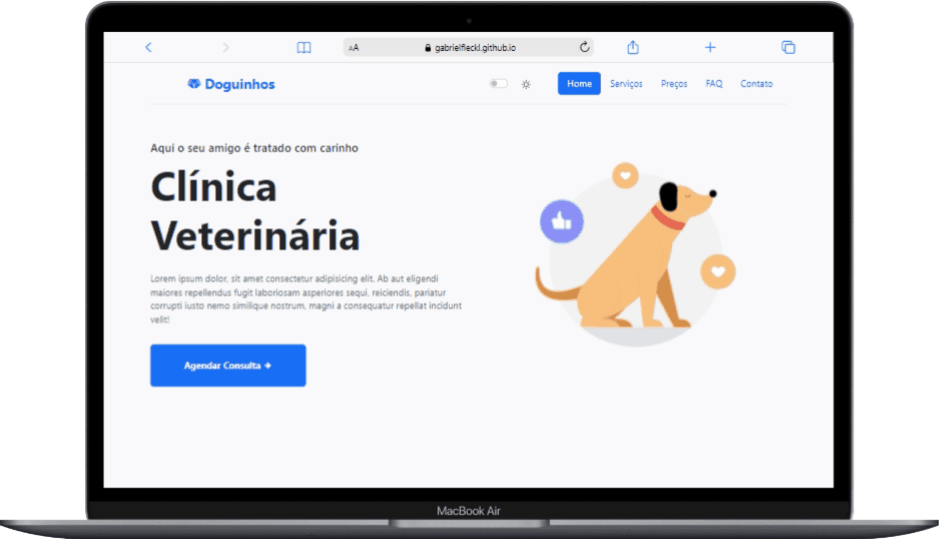 AA
gabrielfleckl.github.io
Doguinhos
Home
Serviços
Preços
FAQ
Contato
Aqui o seu amigo é tratado com carinho
Clínica
Veterinária
Lorem ipsum dolor, sit amet consectetur adipisicing elit. Ab aut eligendi
maiores repellendus fugit laboriosam asperiores sequi, reiciendis, pariatur
corrupti iusto nemo similique nostrum, magni a consequatur repellat incidunt
velit!
Agendar Consulta →
MacBook Air